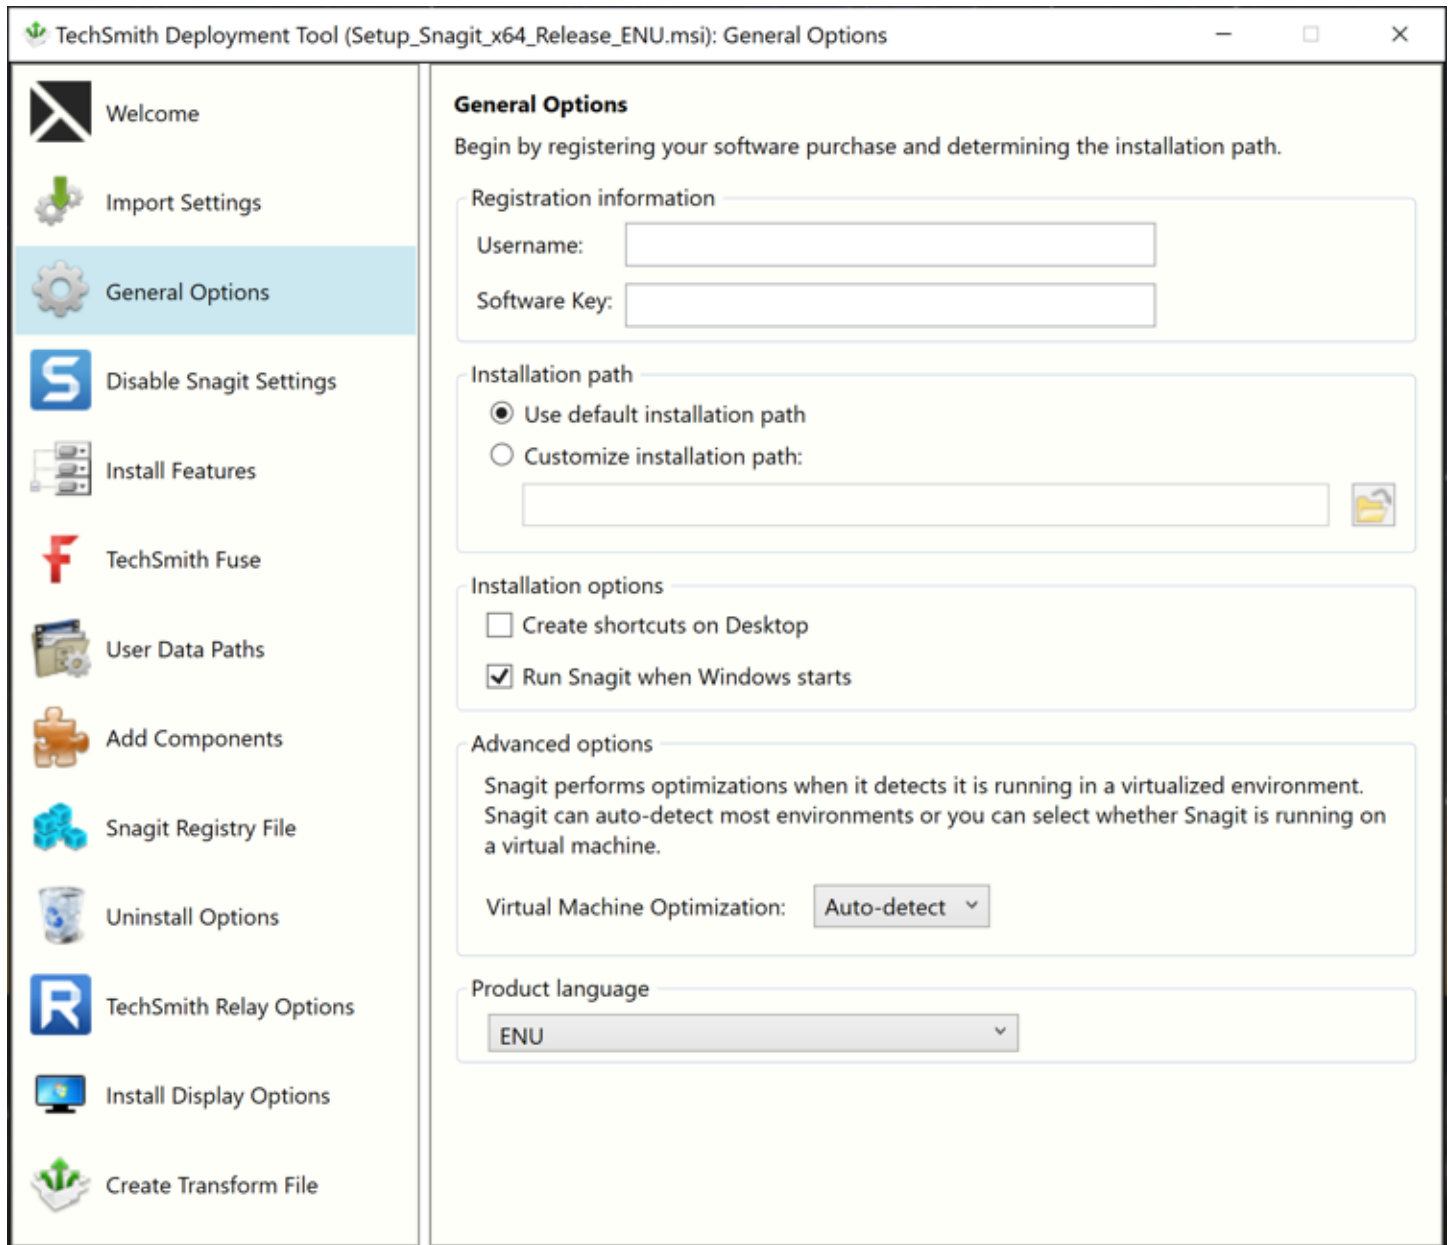 TechSmith Deployment Tool (Setup_Snagit_x64_Release_ENU.msi): General Options
Welcome
Import Settings
General Options
Disable Snagit Settings
Install Features
TechSmith Fuse
User Data Paths
Add Components
Snagit Registry File
Uninstall Options
TechSmith Relay Options
Install Display Options
Create Transform File
General Options
Begin by registering your software purchase and determining the installation path.
Registration information
Username:
Software Key:
Installation path
Use default installation path
Customize installation path:
Installation options
Create shortcuts on Desktop
Run Snagit when Windows starts
Advanced options
Snagit performs optimizations when it detects it is running in a virtualized environment.
Snagit can auto-detect most environments or you can select whether Snagit is running on
a virtual machine.
Virtual Machine Optimization: Auto-detect
Product language
ENU